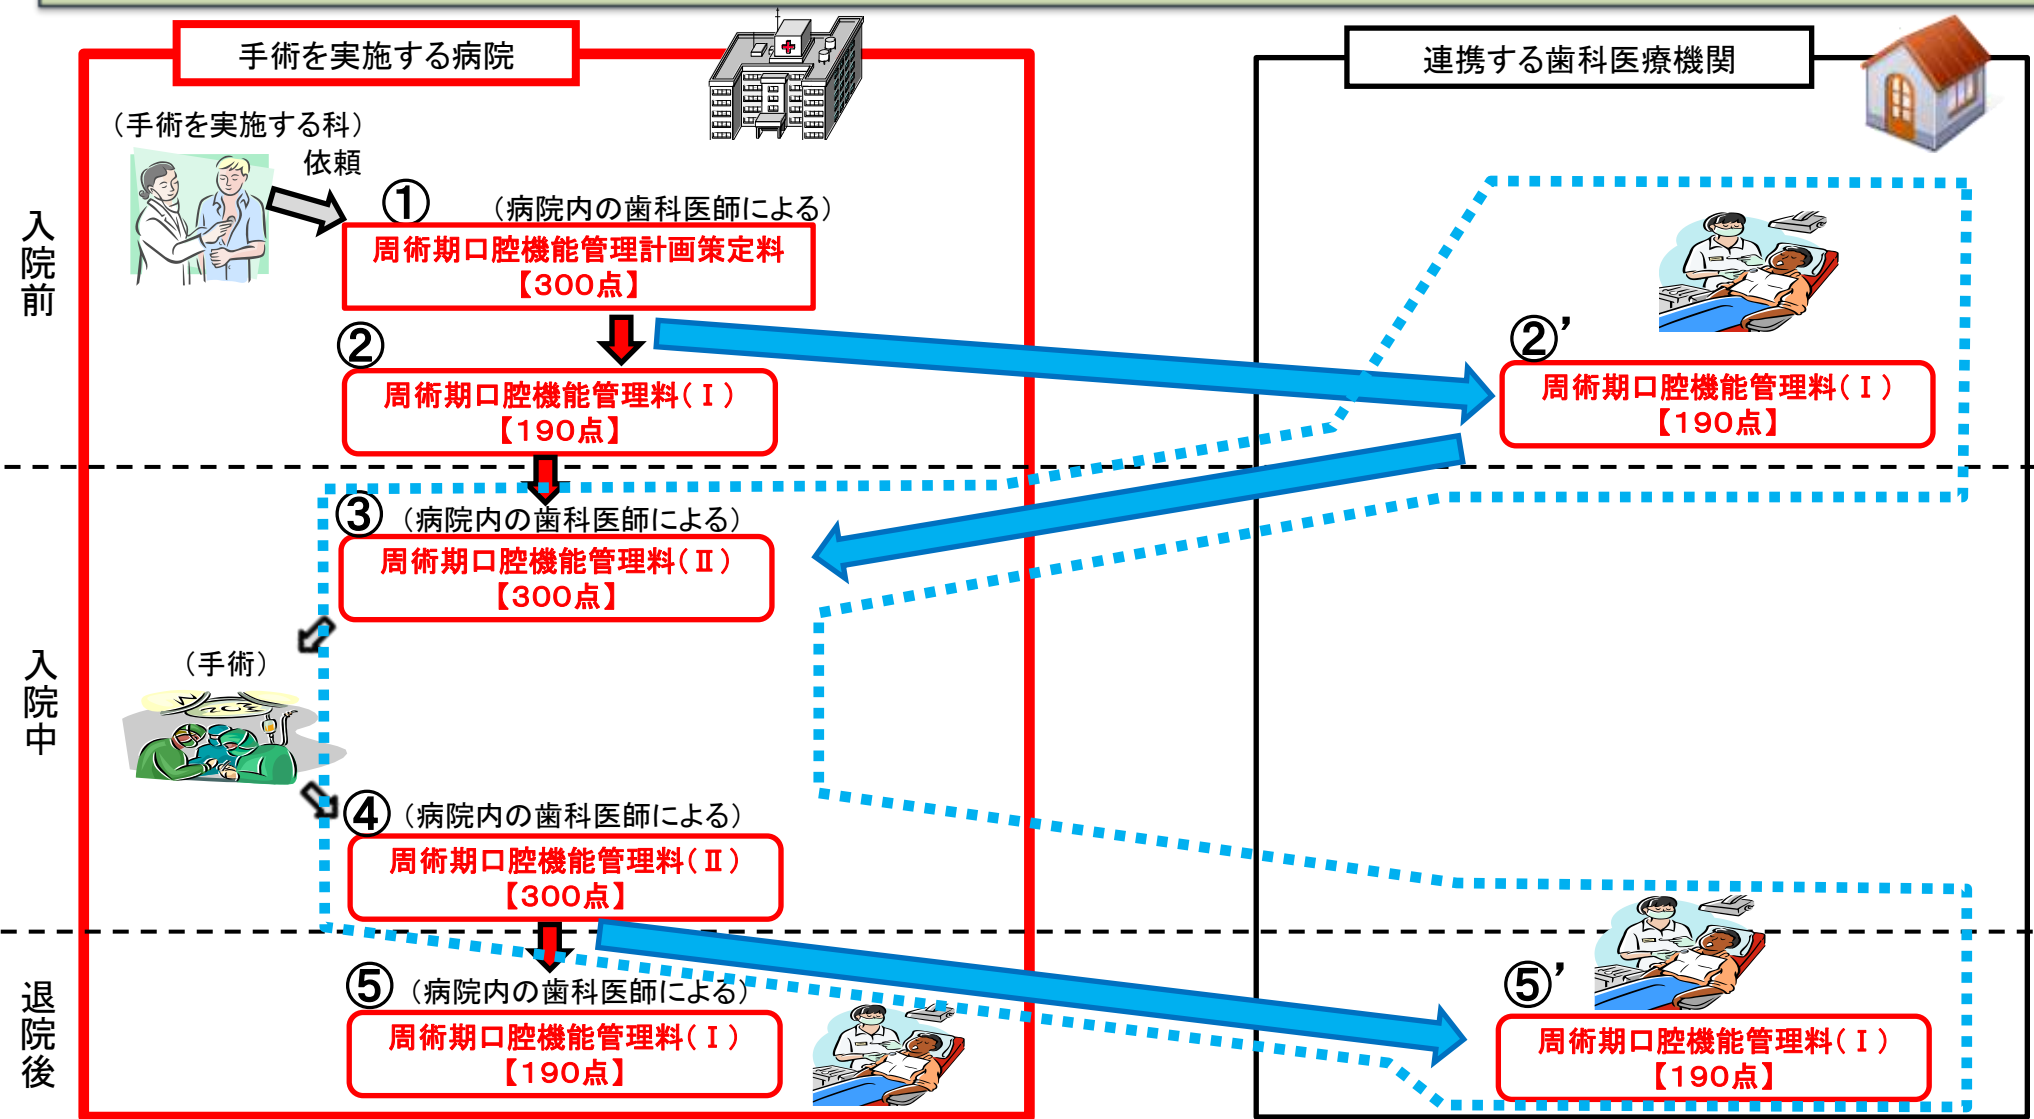 手術を実施する病院
連携する歯科医療機関
（手術を実施する科）
依頼
入院前
①
（病院内の歯科医師による）
周術期口腔機能管理計画策定料
【300点】
②
周術期口腔機能管理料（Ⅰ）
【190点】
②’
周術期口腔機能管理料（Ⅰ）
【190点】
入院中
③
（病院内の歯科医師による）
周術期口腔機能管理料（Ⅱ）
【300点】
（手術）
④
（病院内の歯科医師による）
周術期口腔機能管理料（Ⅱ）
【300点】
退院後
⑤
（病院内の歯科医師による）
周術期口腔機能管理料（Ⅰ）
【190点】
⑤’
周術期口腔機能管理料（Ⅰ）
【190点】